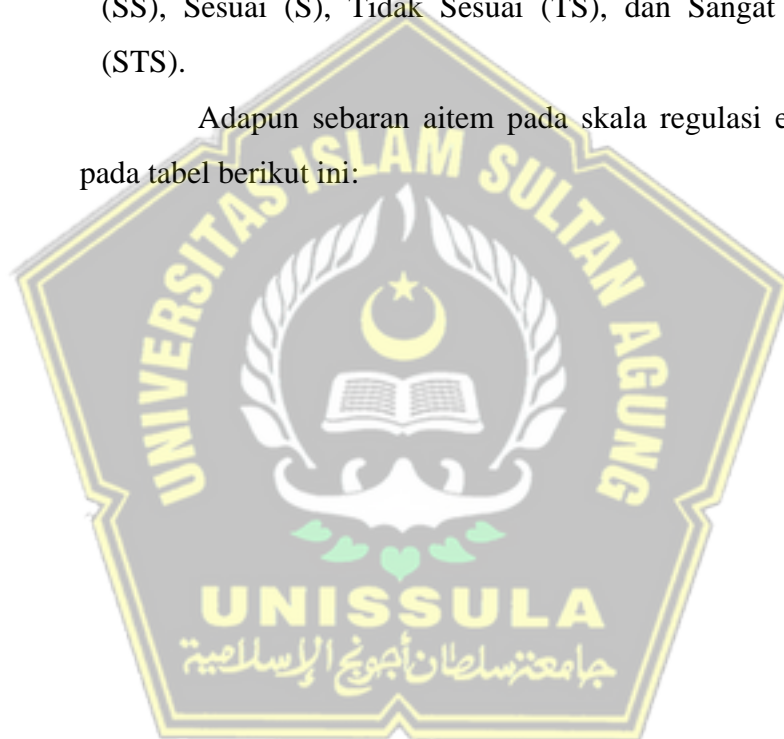 (SS), Sesuai (S), Tidak Sesuai (TS), dan Sangat
(STS).
Adapun sebaran aitem pada skala regulasi e
pada tabel berikut ini:
UNIVERSITAS ISLAM SULTAN AGUNG
UNISSULA
جامعة سلطان أجونج الإسلامية